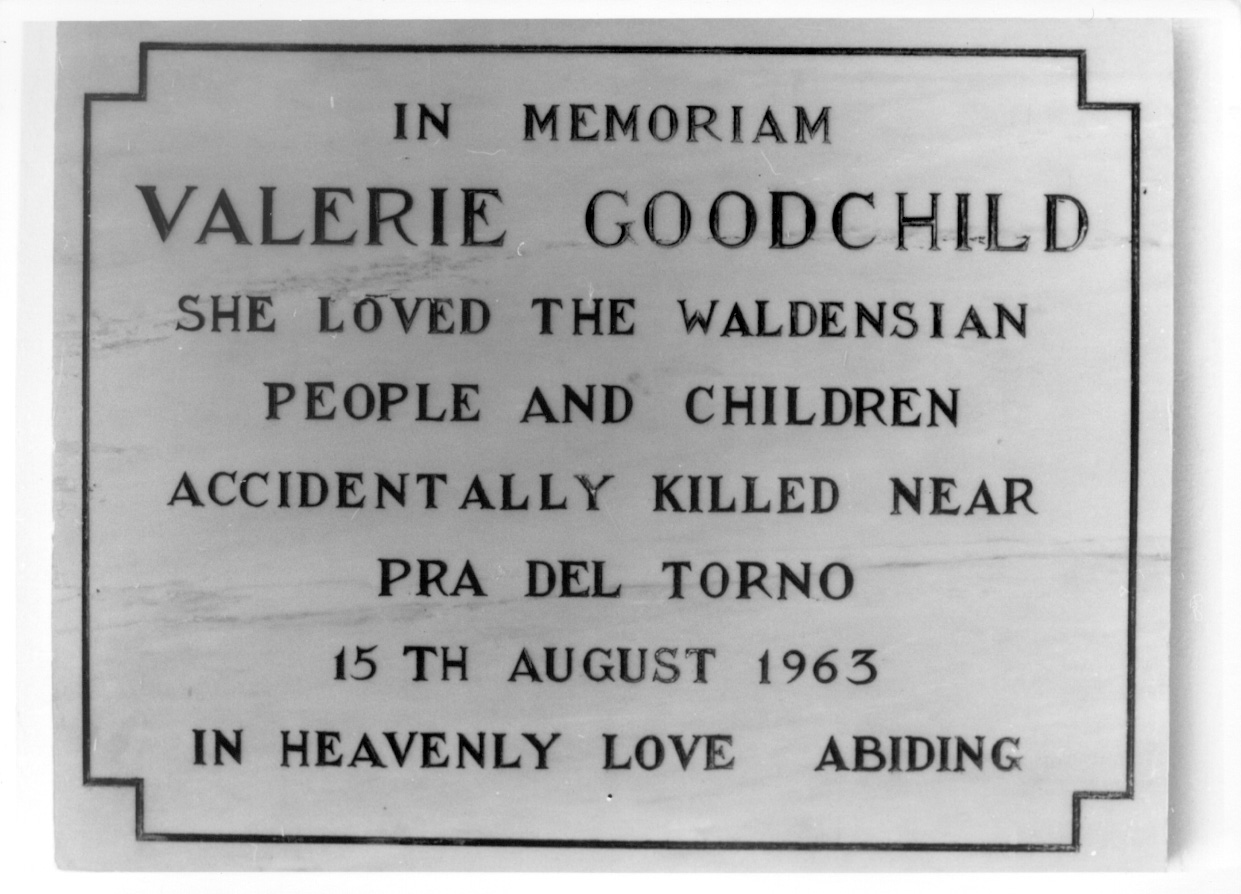 IN MEMORIAM
VALERIE GOODCHILD
SHE LOVED THE WALDENSIAN
PEOPLE AND CHILDREN
ACCIDENTALLY KILLED NEAR
PRA DEL TORNO
15 TH AUGUST 1963
IN HEAVENLY LOVE ABIDING